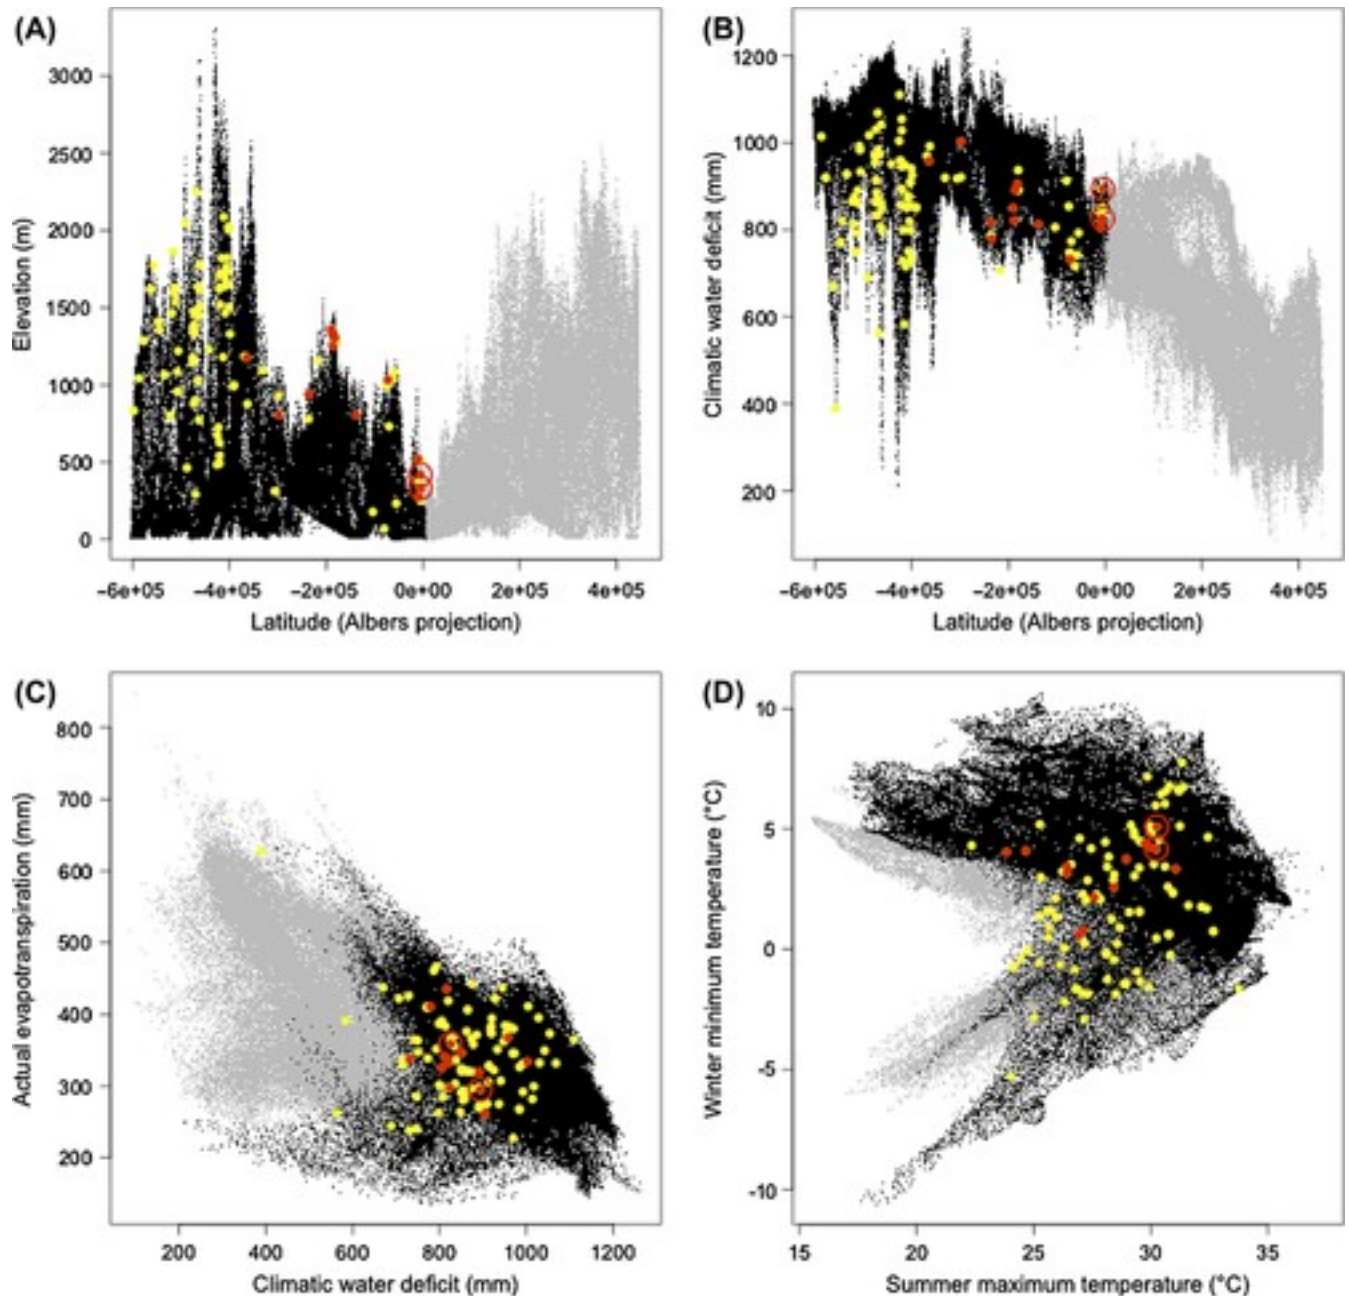 (A)
3000
2500
2000
1500
1000
500
0
Elevation (m)
−6e+05 −4e+05 −2e+05 0e+00 2e+05 4e+05
Latitude (Albers projection)
(B)
1200
1000
800
600
400
200
Climatic water deficit (mm)
−6e+05 −4e+05 −2e+05 0e+00 2e+05 4e+05
Latitude (Albers projection)
(C)
800
700
600
500
400
300
200
Actual evapotranspiration (mm)
200 400 600 800 1000 1200
Climatic water deficit (mm)
(D)
10
5
0
-5
-10
Winter minimum temperature (°C)
15 20 25 30 35
Summer maximum temperature (°C)